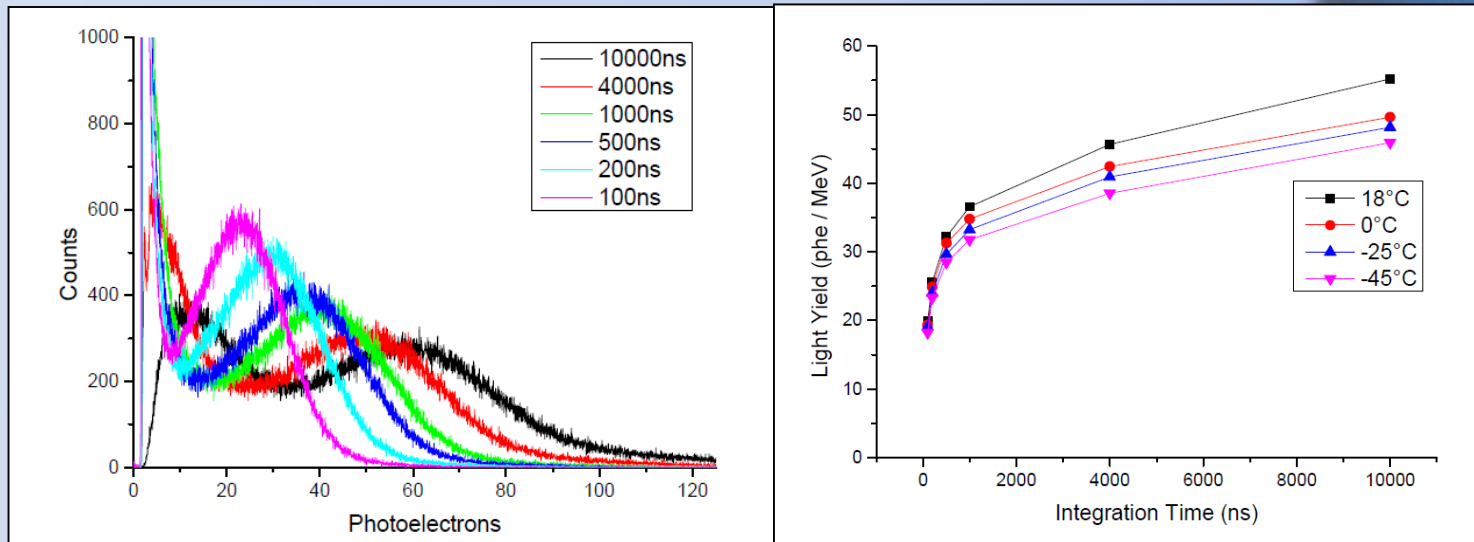 1000
800
600
400
200
0
Counts
0 20 40 60 80 100 120
Photoelectrons
10000ns
4000ns
1000ns
500ns
200ns
100ns
60
50
40
30
20
10
0
Light Yield (phe / MeV)
0 2000 4000 6000 8000 10000
Integration Time (ns)
18°C
0°C
-25°C
-45°C